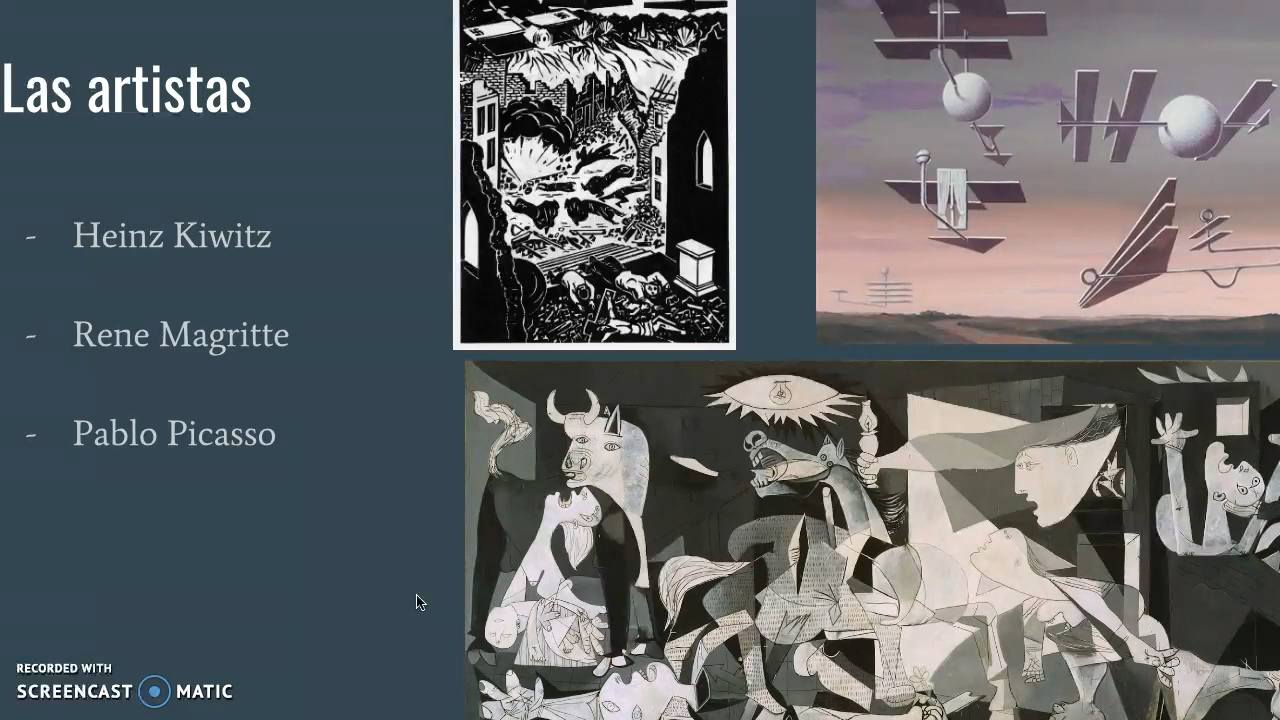 Las artistas
- Heinz Kiwitz
- Rene Magritte
- Pablo Picasso
RECORDED WITH
SCREENCAST MATIC